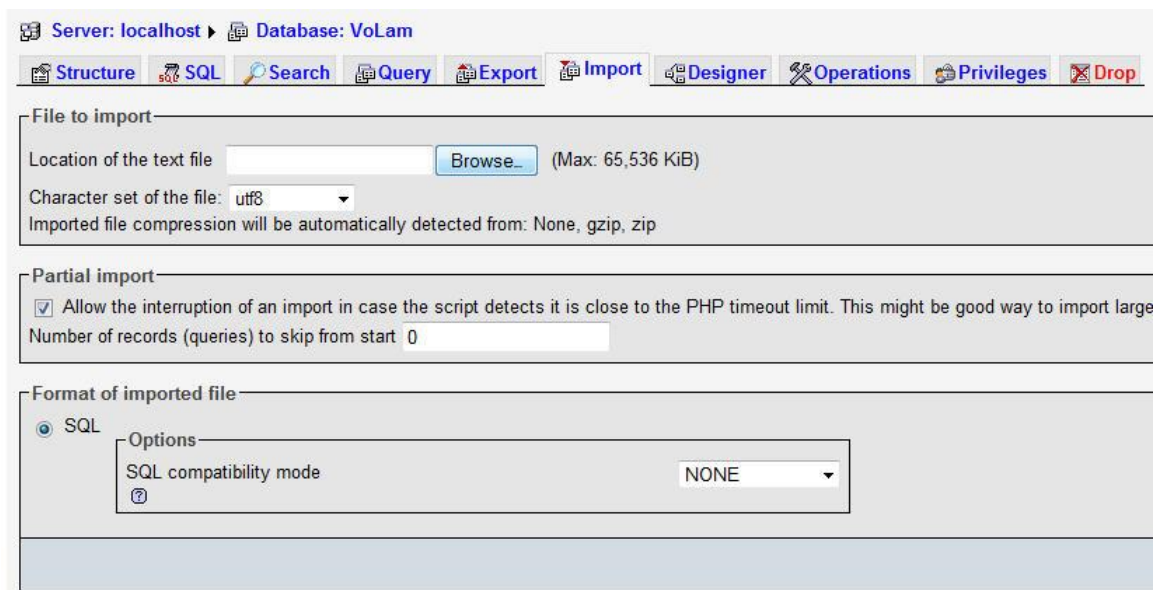 Server: localhost ▸ Database: VoLam
Structure SQL Search Query Export Import Designer Operations Privileges Drop
File to import
Location of the text file Browse... (Max: 65,536 KiB)
Character set of the file: utf8
Imported file compression will be automatically detected from: None, gzip, zip
Partial import
Allow the interruption of an import in case the script detects it is close to the PHP timeout limit. This might be good way to import large
Number of records (queries) to skip from start 0
Format of imported file
SQL
Options
SQL compatibility mode NONE
?